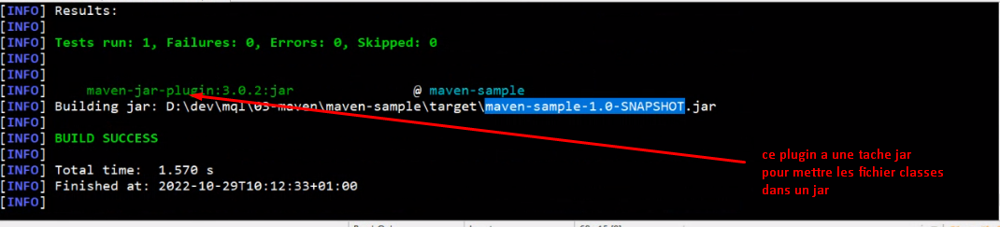 [INFO] Results:
[INFO]
[INFO] Tests run: 1, Failures: 0, Errors: 0, Skipped: 0
[INFO]
[INFO]
[INFO] maven-jar-plugin:3.0.2:jar @ maven-sample
[INFO] Building jar: D:\dev\mql\03-maven\maven-sample\target\maven-sample-1.0-SNAPSHOT.jar
[INFO]
[INFO] BUILD SUCCESS
[INFO]
[INFO] Total time: 1.570 s
[INFO] Finished at: 2022-10-29T10:12:33+01:00
[INFO]
ce plugin a une tache jar
pour mettre les fichier classes
dans un jar